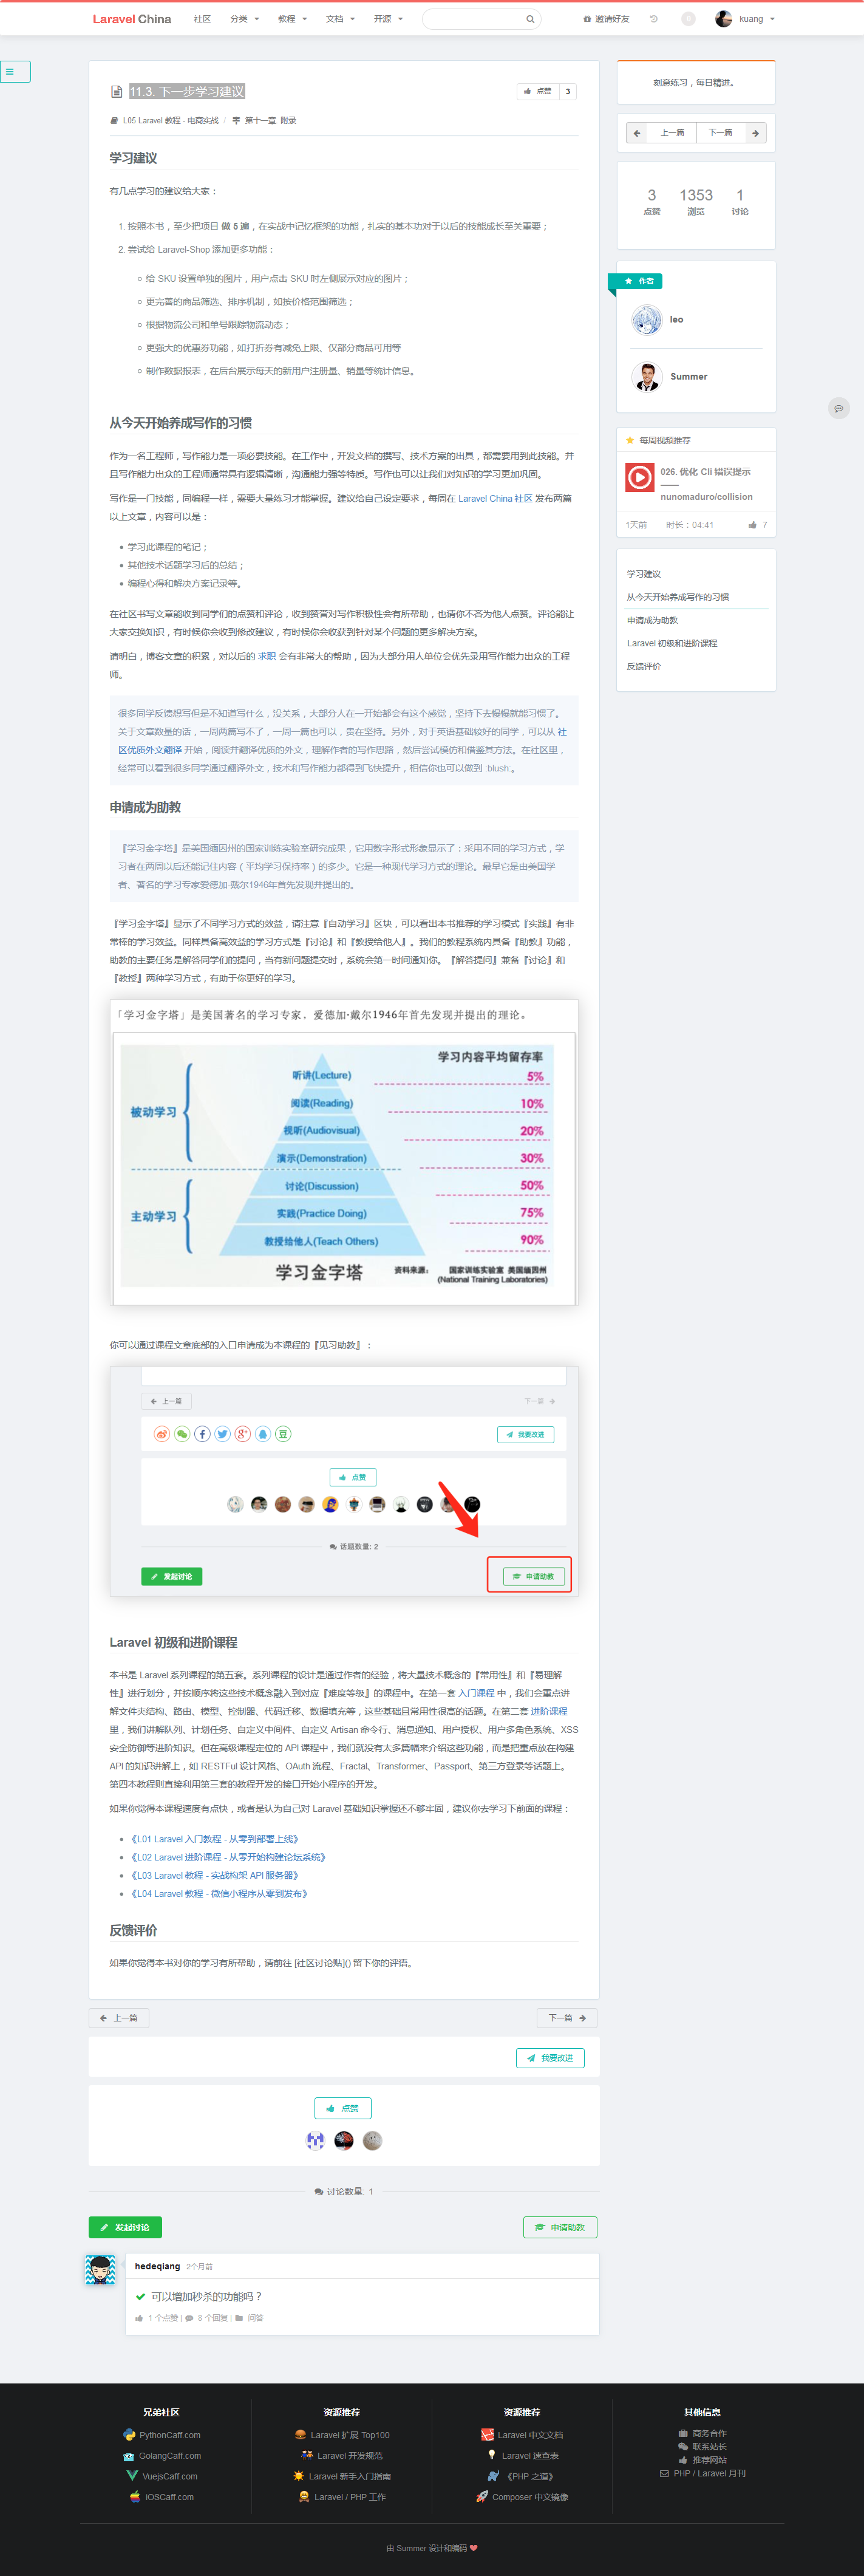 Laravel China 社区 分类 教程 文档 开源 邀请好友 0 kuang
11.3. 下一步学习建议
点赞 3
L05 Laravel 教程 - 电商实战 / 第十一章. 附录
学习建议
有几点学习的建议给大家：
1. 按照本书，至少把项目 做 5 遍，在实战中记忆框架的功能，扎实的基本功对于以后的技能成长至关重要；
2. 尝试给 Laravel-Shop 添加更多功能：
给 SKU 设置单独的图片，用户点击 SKU 时左侧展示对应的图片；
更完善的商品筛选、排序机制，如按价格范围筛选；
根据物流公司和单号跟踪物流动态；
更强大的优惠券功能，如打折券有减免上限、仅部分商品可用等
制作数据报表，在后台展示每天的新用户注册量、销量等统计信息。
从今天开始养成写作的习惯
作为一名工程师，写作能力是一项必要技能。在工作中，开发文档的撰写、技术方案的出具，都需要用到此技能。并
且写作能力出众的工程师通常具有逻辑清晰，沟通能力强等特质。写作也可以让我们对知识的学习更加巩固。
写作是一门技能，同编程一样，需要大量练习才能掌握。建议给自己设定要求，每周在 Laravel China 社区 发布两篇
以上文章，内容可以是：
学习此课程的笔记；
其他技术话题学习后的总结；
编程心得和解决方案记录等。
在社区书写文章能收到同学们的点赞和评论，收到赞誉对写作积极性会有所帮助，也请你不吝为他人点赞。评论能让
大家交换知识，有时候你会收到修改建议，有时候你会收获到针对某个问题的更多解决方案。
请明白，博客文章的积累，对以后的 求职 会有非常大的帮助，因为大部分用人单位会优先录用写作能力出众的工程
师。
很多同学反馈想写但是不知道写什么，没关系，大部分人在一开始都会有这个感觉，坚持下去慢慢就能习惯了。
关于文章数量的话，一周两篇写不了，一周一篇也可以，贵在坚持。另外，对于英语基础较好的同学，可以从 社
区优质外文翻译 开始，阅读并翻译优质的外文，理解作者的写作思路，然后尝试模仿和借鉴其方法。在社区里，
经常可以看到很多同学通过翻译外文，技术和写作能力都得到飞快提升，相信你也可以做到 :blush:。
申请成为助教
『学习金字塔』是美国缅因州的国家训练实验室研究成果，它用数字形式形象显示了：采用不同的学习方式，学
习者在两周以后还能记住内容（平均学习保持率）的多少。它是一种现代学习方式的理论。最早它是由美国学
者、著名的学习专家爱德加·戴尔1946年首先发现并提出的。
『学习金字塔』显示了不同学习方式的效益，请注意『自动学习』区块，可以看出本书推荐的学习模式『实践』有非
常棒的学习效益。同样具备高效益的学习方式是『讨论』和『教授给他人』。我们的教程系统内具备『助教』功能，
助教的主要任务是解答同学们的提问，当有新问题提交时，系统会第一时间通知你。『解答提问』兼备『讨论』和
『教授』两种学习方式，有助于你更好的学习。
「学习金字塔」是美国著名的学习专家，爱德加·戴尔1946年首先发现并提出的理论。
学习内容平均留存率
听讲(Lecture) 5%
阅读(Reading) 10%
被动学习
视听(Audiovisual) 20%
演示(Demonstration) 30%
讨论(Discussion) 50%
主动学习 实践(Practice Doing) 75%
教授给他人(Teach Others) 90%
学习金字塔 资料来源： 国家训练实验室 美国缅因州
(National Training Laboratories)
你可以通过课程文章底部的入口申请成为本课程的『见习助教』：
上一篇 下一篇
我要改进
点赞
话题数量: 2
发起讨论 申请助教
Laravel 初级和进阶课程
本书是 Laravel 系列课程的第五套。系列课程的设计是通过作者的经验，将大量技术概念的『常用性』和『易理解
性』进行划分，并按顺序将这些技术概念融入到对应『难度等级』的课程中。在第一套 入门课程 中，我们会重点讲
解文件夹结构、路由、模型、控制器、代码迁移、数据填充等，这些基础且常用性很高的话题。在第二套 进阶课程
里，我们讲解队列、计划任务、自定义中间件、自定义 Artisan 命令行、消息通知、用户授权、用户多角色系统、XSS
安全防御等进阶知识。但在高级课程定位的 API 课程中，我们就没有太多篇幅来介绍这些功能，而是把重点放在构建
API 的知识讲解上，如 RESTFul 设计风格、OAuth 流程、Fractal、Transformer、Passport、第三方登录等话题上。
第四本教程则直接利用第三套的教程开发的接口开始小程序的开发。
如果你觉得本课程速度有点快，或者是认为自己对 Laravel 基础知识掌握还不够牢固，建议你去学习下前面的课程：
《L01 Laravel 入门教程 - 从零到部署上线》
《L02 Laravel 进阶课程 - 从零开始构建论坛系统》
《L03 Laravel 教程 - 实战构架 API 服务器》
《L04 Laravel 教程 - 微信小程序从零到发布》
反馈评价
如果你觉得本书对你的学习有所帮助，请前往 [社区讨论贴]() 留下你的评语。
上一篇 下一篇
我要改进
点赞
讨论数量: 1
发起讨论 申请助教
hedeqiang · 2个月前
可以增加秒杀的功能吗？
1 个点赞 | 8 个回复 | 问答
刻意练习，每日精进。
上一篇 下一篇
3 1353 1
点赞 浏览 讨论
作者
leo
Summer
每周视频推荐
026. 优化 Cli 错误提示
——
nunomaduro/collision
1天前 时长：04:41 7
学习建议
从今天开始养成写作的习惯
申请成为助教
Laravel 初级和进阶课程
反馈评价
兄弟社区
PythonCaff.com
GolangCaff.com
VuejsCaff.com
iOSCaff.com
资源推荐
Laravel 扩展 Top100
Laravel 开发规范
Laravel 新手入门指南
Laravel / PHP 工作
资源推荐
Laravel 中文文档
Laravel 速查表
《PHP 之道》
Composer 中文镜像
其他信息
商务合作
联系站长
推荐网站
PHP / Laravel 月刊
由 Summer 设计和编码